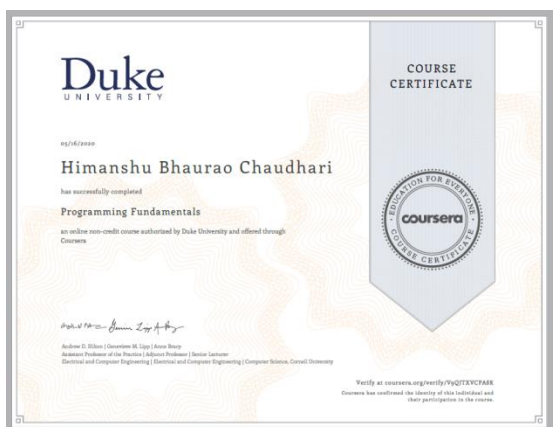 Duke
UNIVERSITY
COURSE
CERTIFICATE
05/16/2020
Himanshu Bhaurao Chaudhari
has successfully completed
Programming Fundamentals
an online non-credit course authorized by Duke University and offered through
Coursera
EDUCATION FOR EVERYONE
coursera
COURSE CERTIFICATE
Andrew D. Hilton | Genevieve M. Lipp | Anne Bracy
Assistant Professor of the Practice | Adjunct Professor | Senior Lecturer
Electrical and Computer Engineering | Electrical and Computer Engineering | Computer Science, Cornell University
Verify at coursera.org/verify/V9QJTXVCPA8K
Coursera has confirmed the identity of this individual and
their participation in the course.